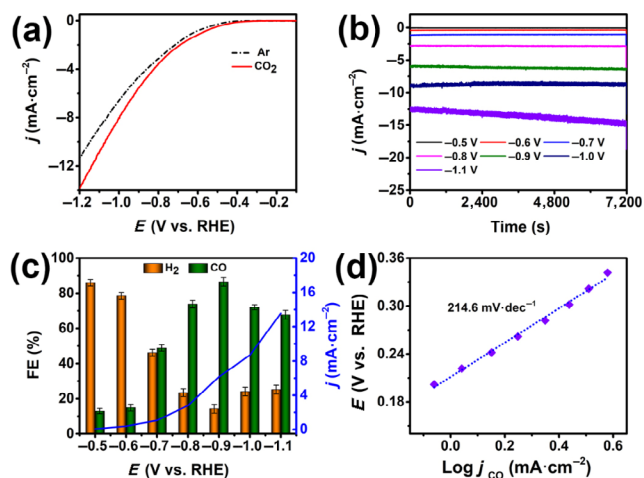 (a)
Ar
CO2
j (mA·cm−2)
0
−4
−8
−12
−1.2 −1.0 −0.8 −0.6 −0.4 −0.2
E (V vs. RHE)
(b)
j (mA·cm−2)
0
−5
−10
−15
−20
−25
−0.5 V −0.6 V −0.7 V
−0.8 V −0.9 V −1.0 V
−1.1 V
0 2,400 4,800 7,200
Time (s)
(c)
H2 CO
FE (%)
100
80
60
40
20
0
20
16
12
8
4
0
j (mA·cm−2)
−0.5 −0.6 −0.7 −0.8 −0.9 −1.0 −1.1
E (V vs. RHE)
(d)
214.6 mV·dec−1
E (V vs. RHE)
0.36
0.30
0.24
0.18
0.0 0.2 0.4 0.6
Log jCO (mA·cm−2)